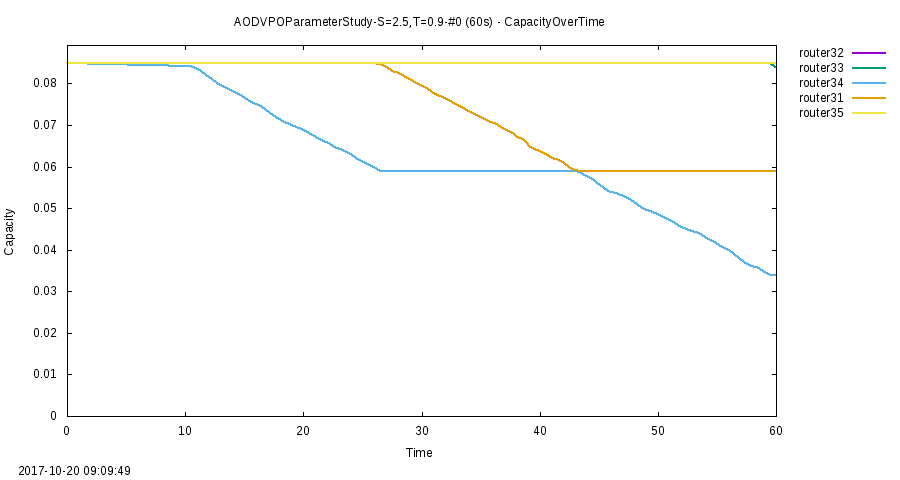 AODVPOParameterStudy-S=2.5,T=0.9-#0 (60s) - CapacityOverTime
router32
router33
router34
router31
router35
0.08
0.07
0.06
0.05
0.04
0.03
0.02
0.01
0
Capacity
0 10 20 30 40 50 60
Time
2017-10-20 09:09:49